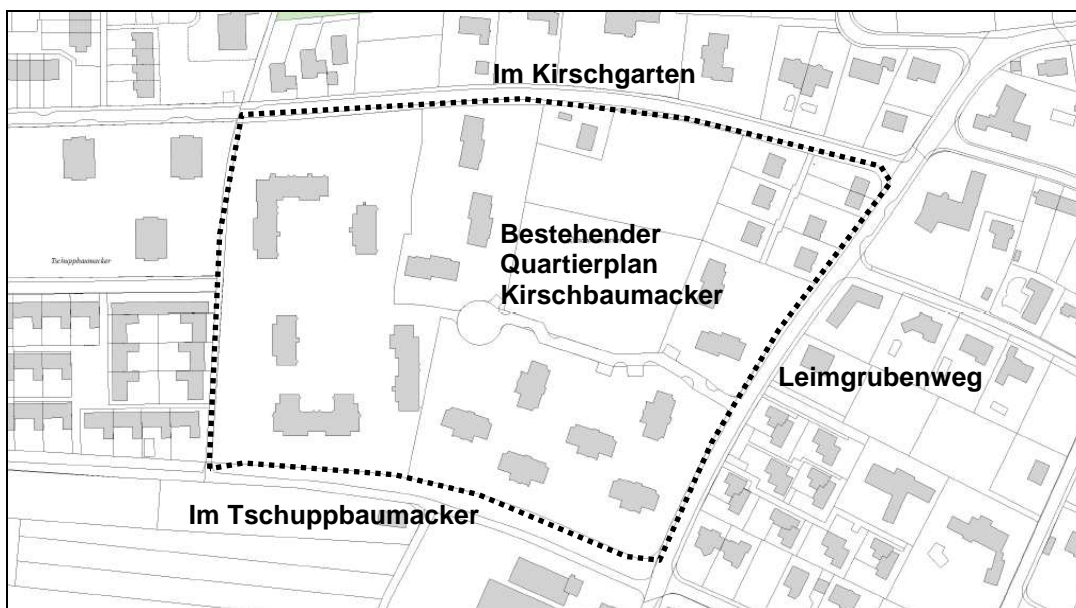 Im Kirschgarten
Bestehender
Quartierplan
Kirschbaumacker
Tschuppbaumacker
Leimgrubenweg
Im Tschuppbaumacker